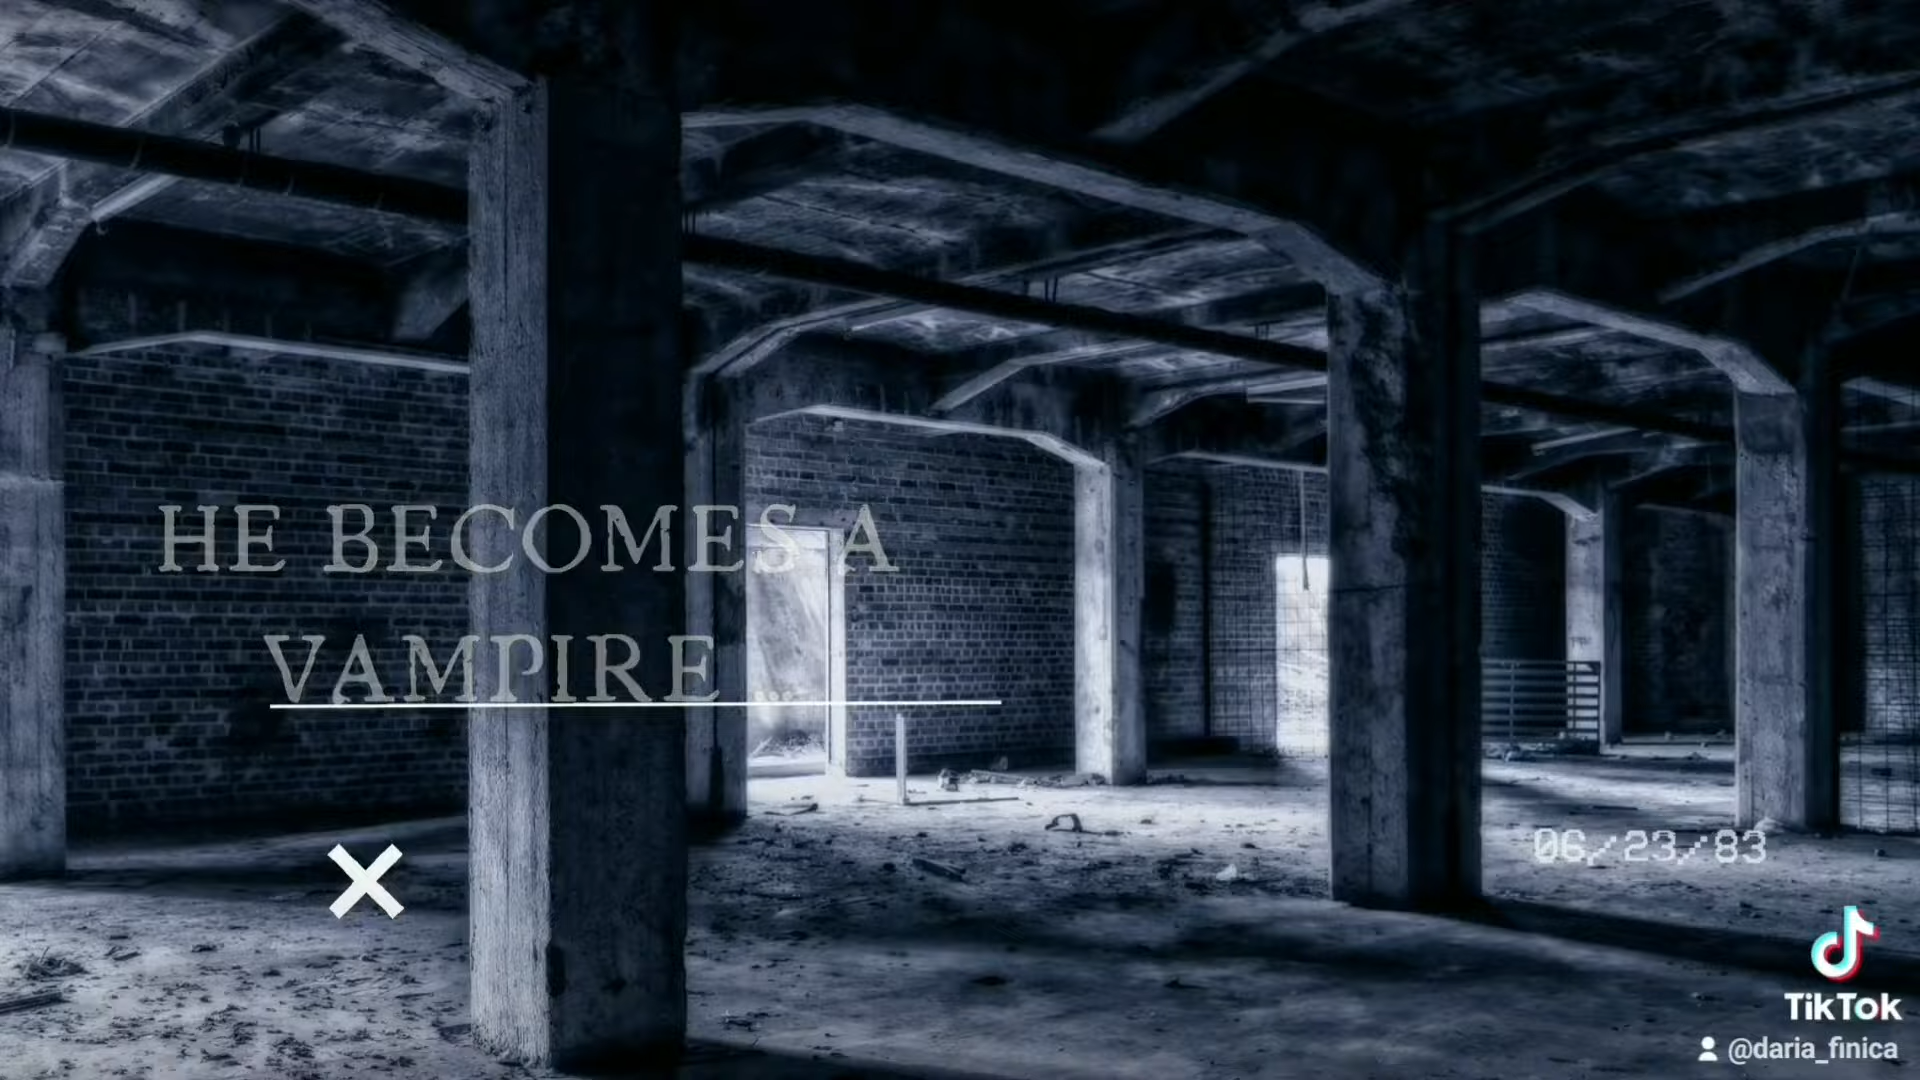 HE BECOMES A
VAMPIRE ...
06/23/83
TikTok
@daria_finica